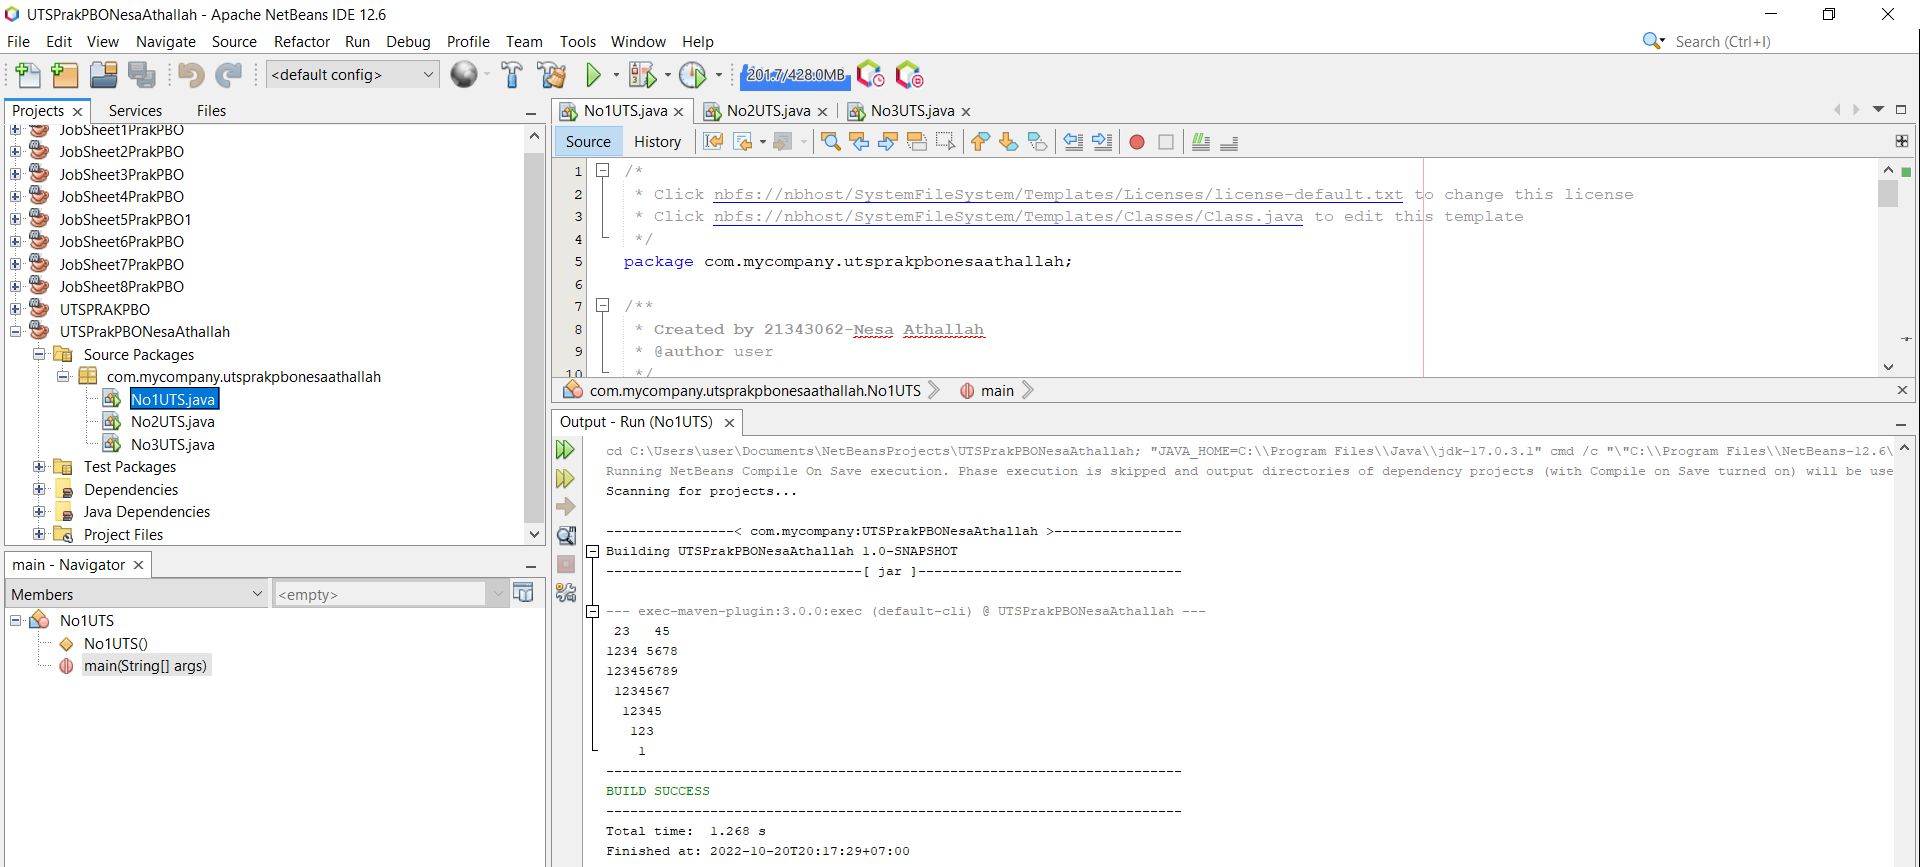 UTSPrakPBONesaAthallah - Apache NetBeans IDE 12.6
File Edit View Navigate Source Refactor Run Debug Profile Team Tools Window Help
Search (Ctrl+I)
<default config>
201.7/428.0MB
Projects Services Files
JobSheet1PrakPBO
JobSheet2PrakPBO
JobSheet3PrakPBO
JobSheet4PrakPBO
JobSheet5PrakPBO1
JobSheet6PrakPBO
JobSheet7PrakPBO
JobSheet8PrakPBO
UTSPRAKPBO
UTSPrakPBONesaAthallah
Source Packages
com.mycompany.utsprakpbonesaathallah
No1UTS.java
No2UTS.java
No3UTS.java
Test Packages
Dependencies
Java Dependencies
Project Files
main - Navigator
Members
<empty>
No1UTS
No1UTS()
main(String[] args)
No1UTS.java No2UTS.java No3UTS.java
Source History
1 /*
2 * Click nbfs://nbhost/SystemFileSystem/Templates/Licenses/license-default.txt to change this license
3 * Click nbfs://nbhost/SystemFileSystem/Templates/Classes/Class.java to edit this template
4 */
5 package com.mycompany.utsprakpbonesaathallah;
6
7 /**
8 * Created by 21343062-Nesa Athallah
9 * @author user
10 */
com.mycompany.utsprakpbonesaathallah.No1UTS main
Output - Run (No1UTS)
cd C:\Users\user\Documents\NetBeansProjects\UTSPrakPBONesaAthallah; "JAVA_HOME=C:\\Program Files\\Java\\jdk-17.0.3.1" cmd /c "\"C:\\Program Files\\NetBeans-12.6\
Running NetBeans Compile On Save execution. Phase execution is skipped and output directories of dependency projects (with Compile on Save turned on) will be use
Scanning for projects...
----------------< com.mycompany:UTSPrakPBONesaAthallah >----------------
Building UTSPrakPBONesaAthallah 1.0-SNAPSHOT
--------------------------------[ jar ]---------------------------------
--- exec-maven-plugin:3.0.0:exec (default-cli) @ UTSPrakPBONesaAthallah ---
 23   45
1234 5678
123456789
 1234567
  12345
   123
    1
------------------------------------------------------------------------
BUILD SUCCESS
------------------------------------------------------------------------
Total time:  1.268 s
Finished at: 2022-10-20T20:17:29+07:00